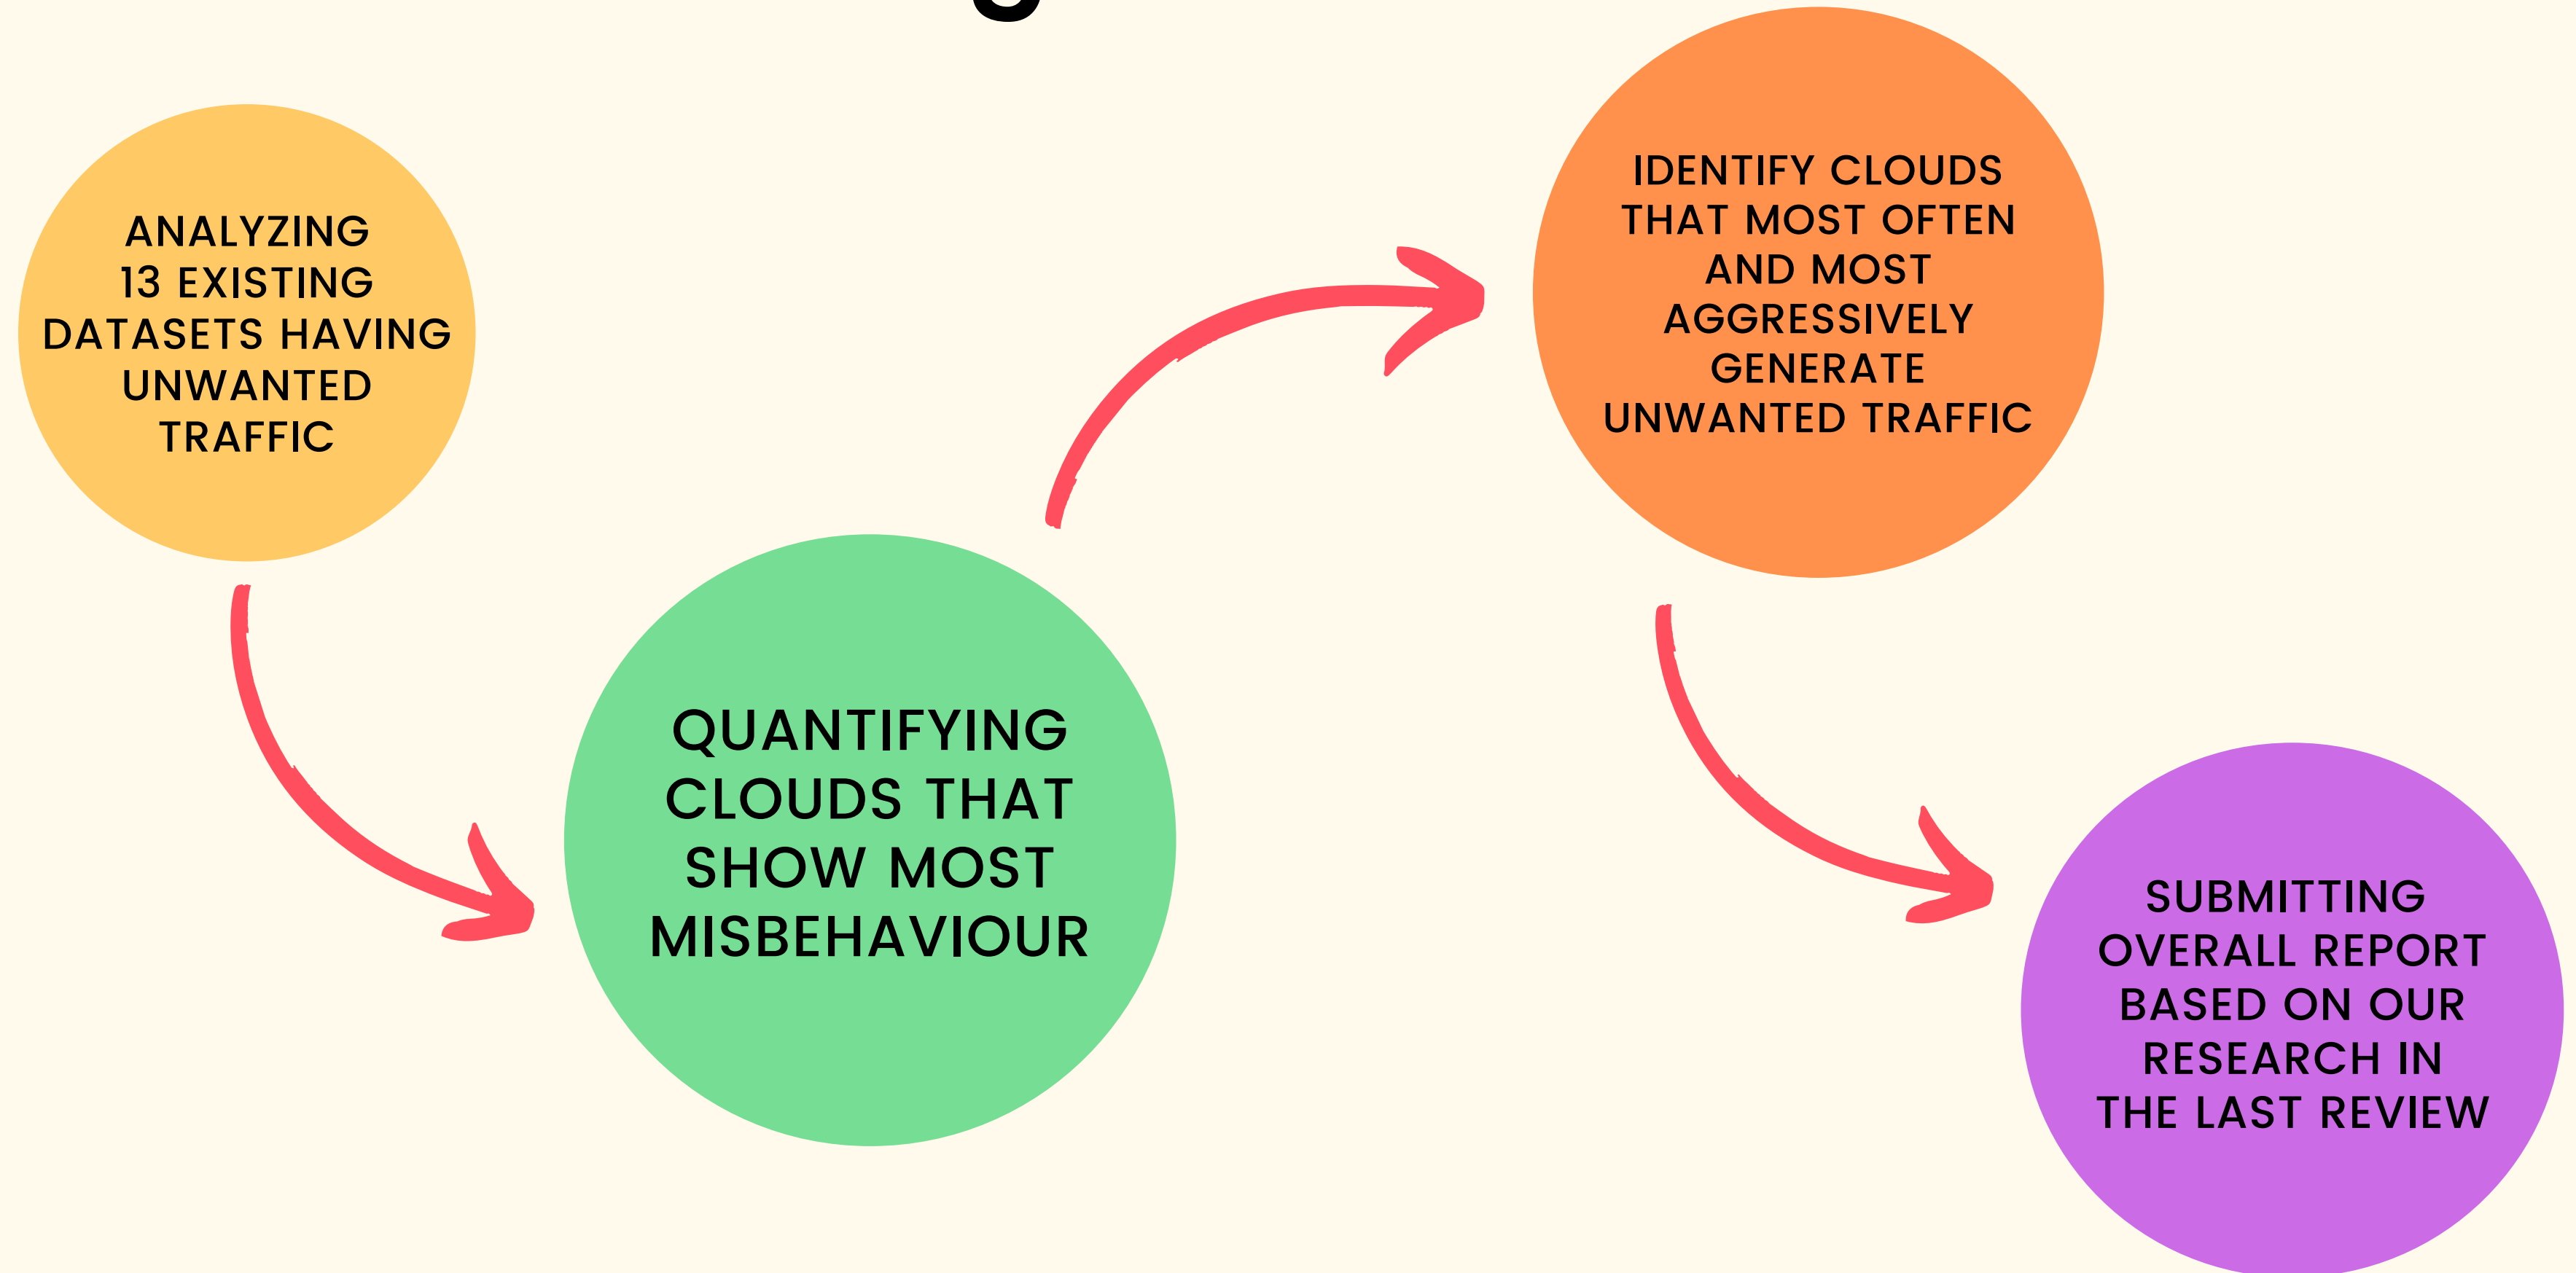 ANALYZING
13 EXISTING
DATASETS HAVING
UNWANTED
TRAFFIC
QUANTIFYING
CLOUDS THAT
SHOW MOST
MISBEHAVIOUR
IDENTIFY CLOUDS
THAT MOST OFTEN
AND MOST
AGGRESSIVELY
GENERATE
UNWANTED TRAFFIC
SUBMITTING
OVERALL REPORT
BASED ON OUR
RESEARCH IN
THE LAST REVIEW